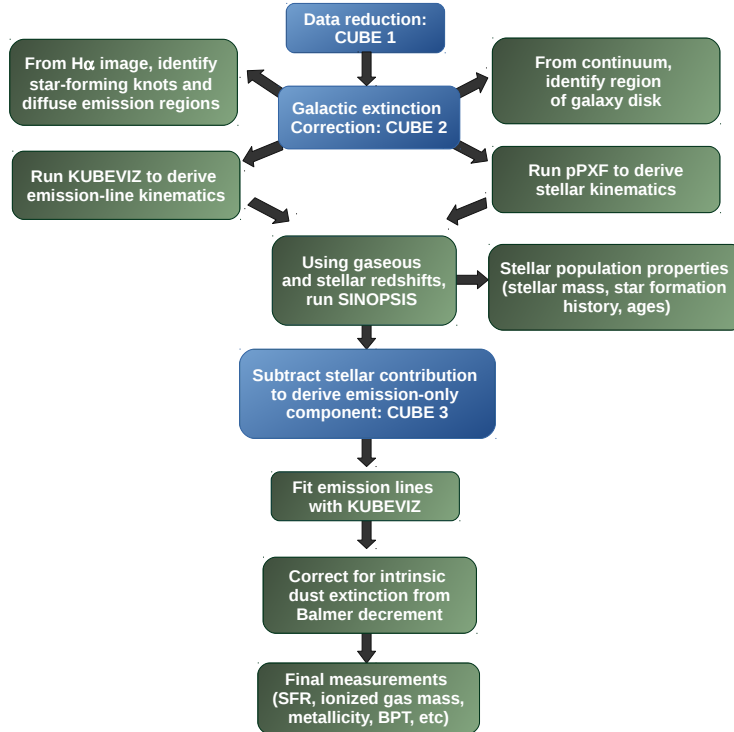 Data reduction:
CUBE 1
From Hα image, identify
star-forming knots and
diffuse emission regions
From continuum,
identify region
of galaxy disk
Galactic extinction
Correction: CUBE 2
Run KUBEVIZ to derive
emission-line kinematics
Run pPXF to derive
stellar kinematics
Using gaseous
and stellar redshifts,
run SINOPSIS
Stellar population properties
(stellar mass, star formation
history, ages)
Subtract stellar contribution
to derive emission-only
component: CUBE 3
Fit emission lines
with KUBEVIZ
Correct for intrinsic
dust extinction from
Balmer decrement
Final measurements
(SFR, ionized gas mass,
metallicity, BPT, etc)